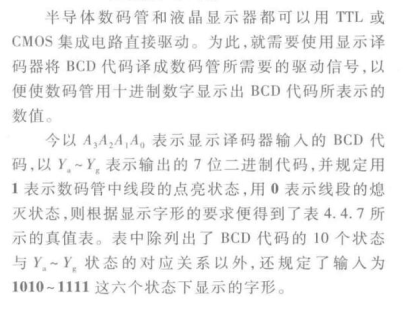 半导体数码管和液晶显示器都可以用 TTL 或
CMOS 集成电路直接驱动。为此,就需要使用显示译
码器将 BCD 代码译成数码管所需要的驱动信号,以
便使数码管用十进制数字显示出 BCD 代码所表示的
数值。
今以 A₃A₂A₁A₀ 表示显示译码器输入的 BCD 代
码,以 Yₐ~Y_g 表示输出的 7 位二进制代码,并规定用
1 表示数码管中线段的点亮状态,用 0 表示线段的熄
灭状态,则根据显示字形的要求便得到了表 4.4.7 所
示的真值表。表中除列出了 BCD 代码的 10 个状态
与 Yₐ~Y_g 状态的对应关系以外,还规定了输入为
1010~1111 这六个状态下显示的字形。